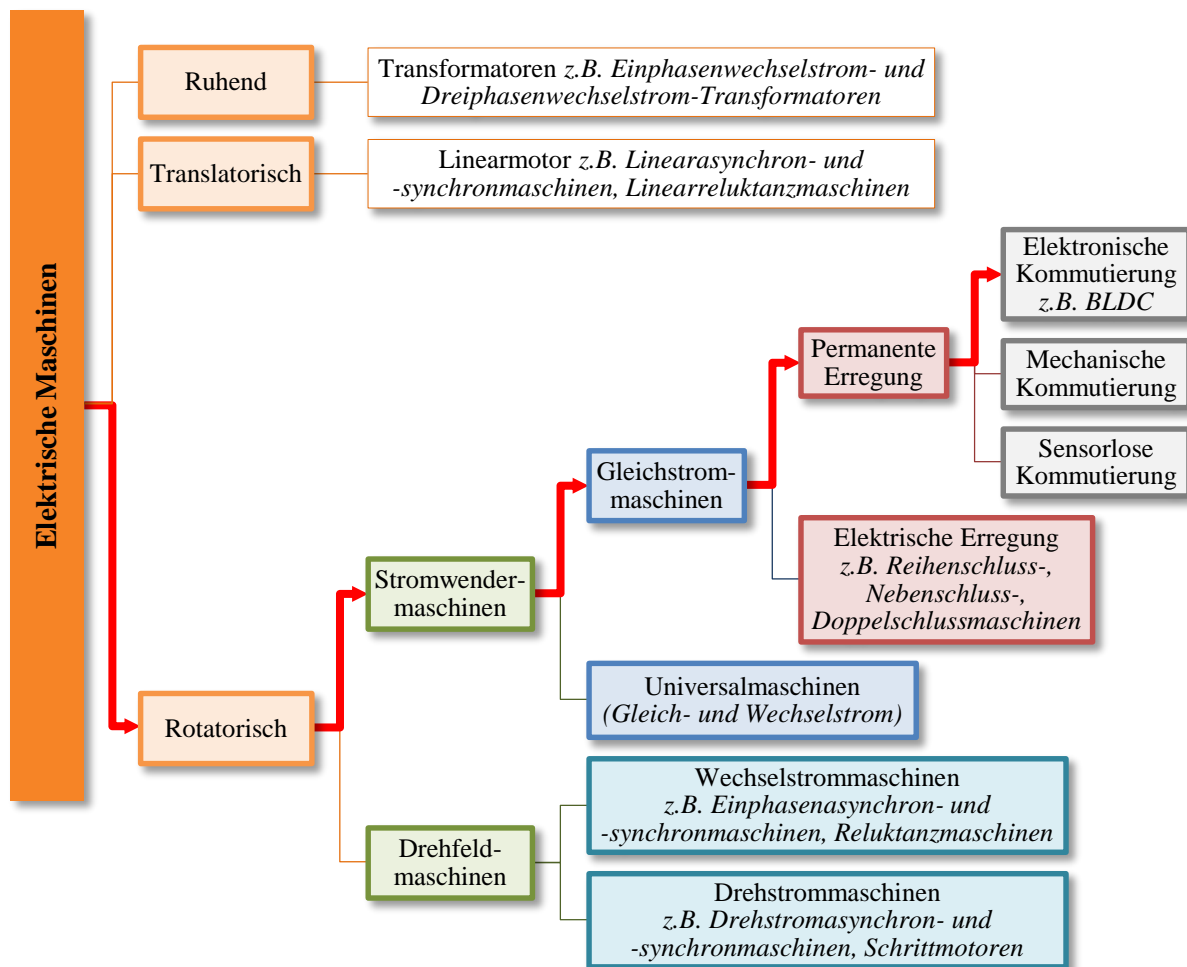 Elektrische Maschinen
Ruhend
Transformatoren z.B. Einphasenwechselstrom- und
Dreiphasenwechselstrom-Transformatoren
Translatorisch
Linearmotor z.B. Linearasynchron- und
-synchronmaschinen, Linearreluktanzmaschinen
Rotatorisch
Stromwender-
maschinen
Gleichstrom-
maschinen
Permanente
Erregung
Elektronische
Kommutierung
z.B. BLDC
Mechanische
Kommutierung
Sensorlose
Kommutierung
Elektrische Erregung
z.B. Reihenschluss-,
Nebenschluss-,
Doppelschlussmaschinen
Universalmaschinen
(Gleich- und Wechselstrom)
Drehfeld-
maschinen
Wechselstrommaschinen
z.B. Einphasenasynchron- und
-synchronmaschinen, Reluktanzmaschinen
Drehstrommaschinen
z.B. Drehstromasynchron- und
-synchronmaschinen, Schrittmotoren